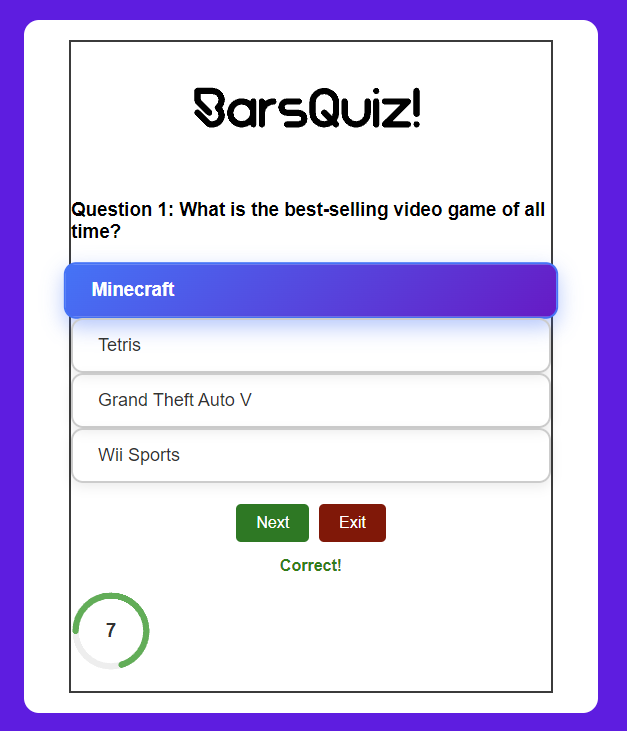 BarsQuiz!
Question 1: What is the best-selling video game of all
time?
Minecraft
Tetris
Grand Theft Auto V
Wii Sports
Next Exit
Correct!
7